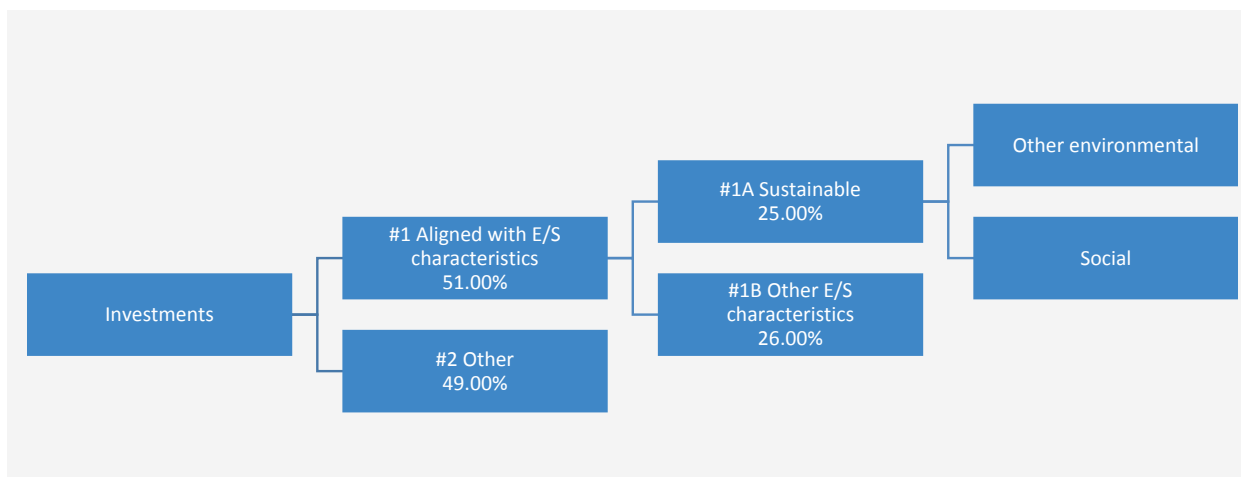 Investments
#1 Aligned with E/S
characteristics
51.00%
#2 Other
49.00%
#1A Sustainable
25.00%
#1B Other E/S
characteristics
26.00%
Other environmental
Social